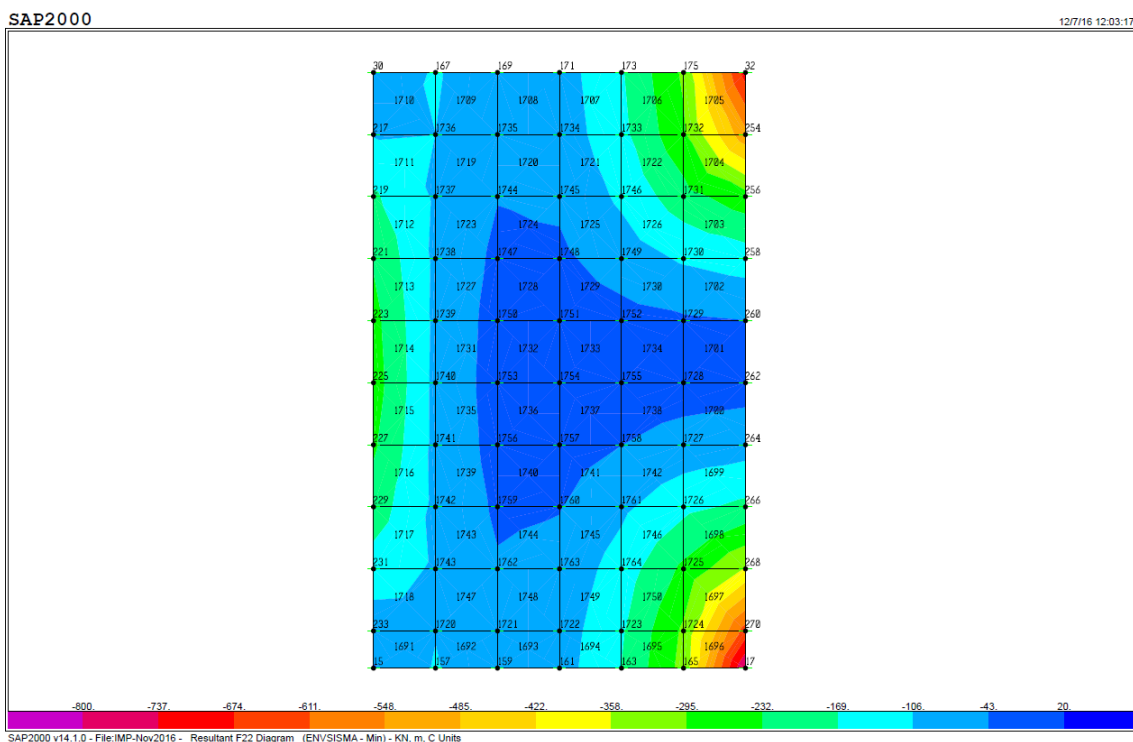 SAP2000
12/7/16 12:03:17
30 167 169 171 173 175 32
1710 1709 1708 1707 1706 1705
217 1736 1735 1734 1733 1732 254
1711 1719 1720 1721 1722 1704
219 1737 1744 1745 1746 1731 256
1712 1723 1724 1725 1726 1703
221 1738 1747 1748 1749 1730 258
1713 1727 1728 1729 1730 1702
223 1739 1750 1751 1752 1729 260
1714 1731 1732 1733 1734 1701
225 1740 1753 1754 1755 1728 262
1715 1735 1736 1737 1738 1700
227 1741 1756 1757 1758 1727 264
1716 1739 1740 1741 1742 1699
229 1742 1759 1760 1761 1726 266
1717 1743 1744 1745 1746 1698
231 1743 1762 1763 1764 1725 268
1718 1747 1748 1749 1750 1697
233 1720 1721 1722 1723 1724 270
1691 1692 1693 1694 1695 1696
15 157 159 161 163 165 17
-800. -737. -674. -611. -548. -485. -422. -358. -295. -232. -169. -106. -43. 20.
SAP2000 v14.1.0 - File:IMP-Nov2016 - Resultant F22 Diagram (ENVSISMA - Min) - KN, m, C Units